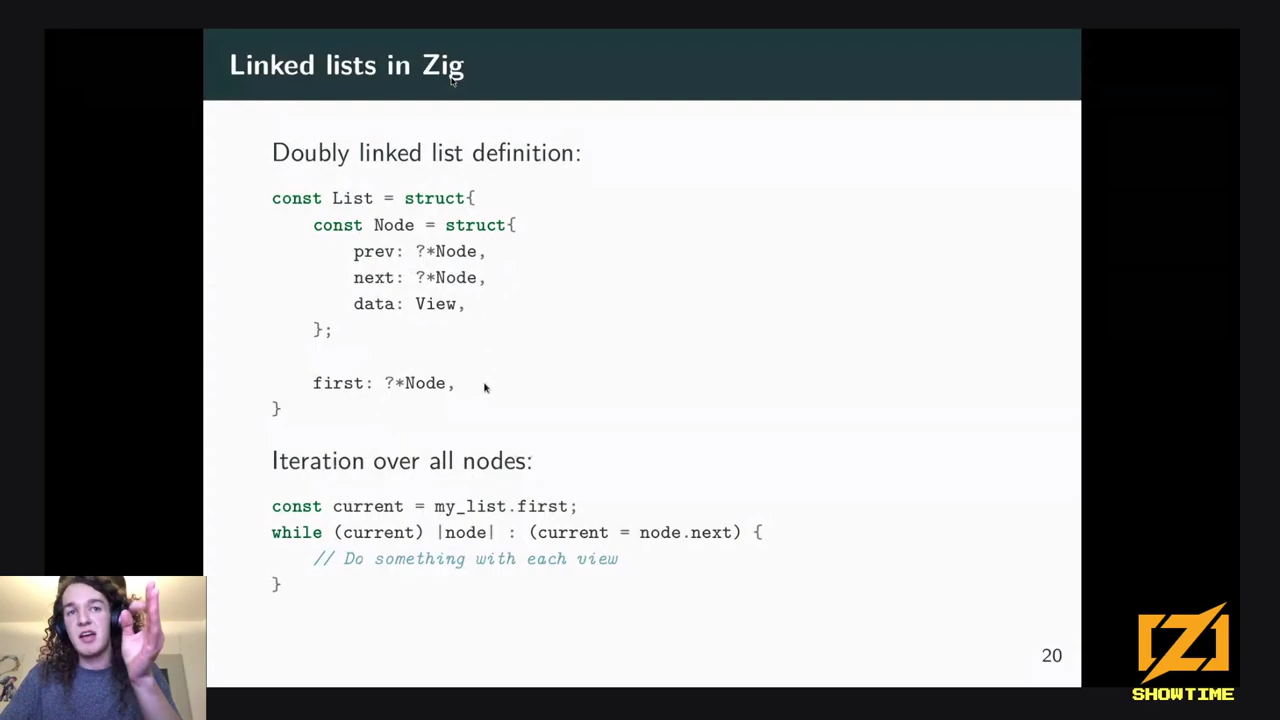 Linked lists in Zig
Doubly linked list definition:
const List = struct{
    const Node = struct{
        prev: ?*Node,
        next: ?*Node,
        data: View,
    };
    first: ?*Node,
}
Iteration over all nodes:
const current = my_list.first;
while (current) |node| : (current = node.next) {
    // Do something with each view
}
20
Z
SHOWTIME